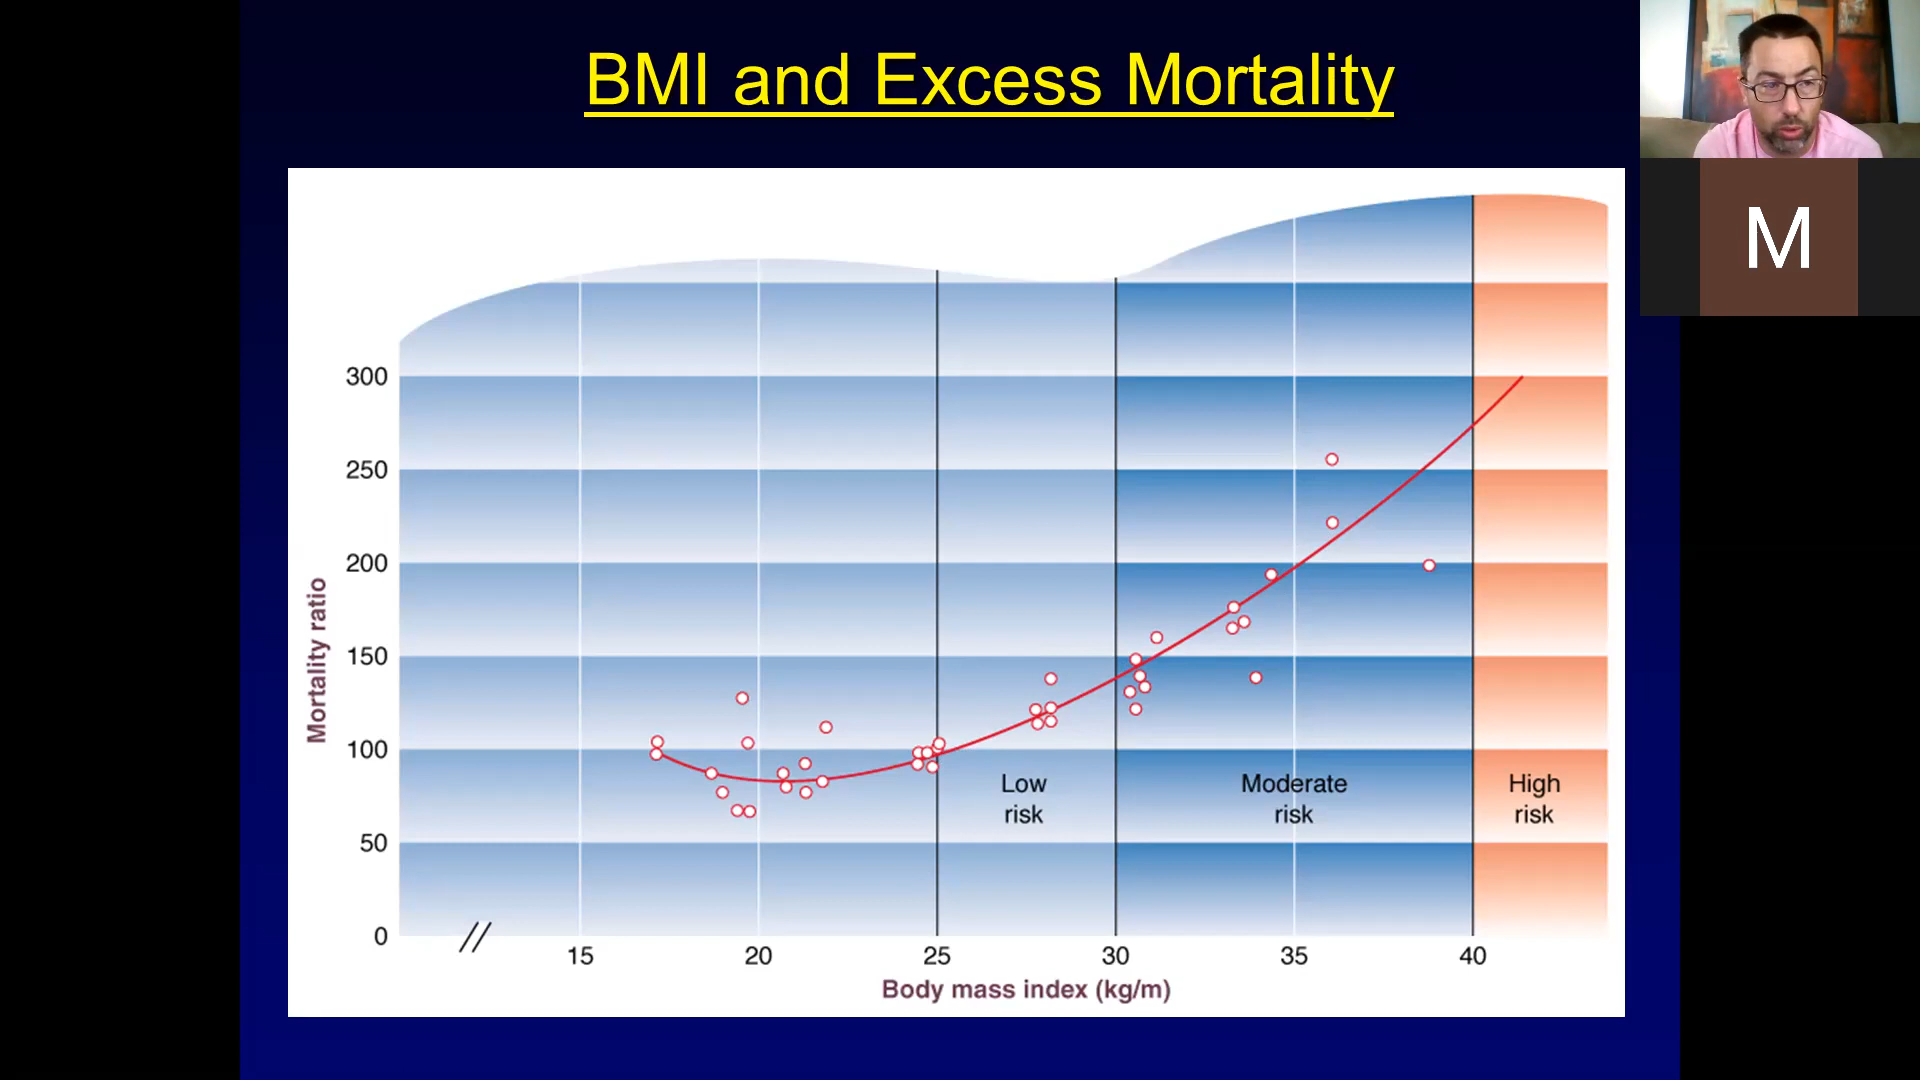 BMI and Excess Mortality
M
300
250
200
150
100
50
0
Mortality ratio
Low
risk
Moderate
risk
High
risk
15 20 25 30 35 40
Body mass index (kg/m)